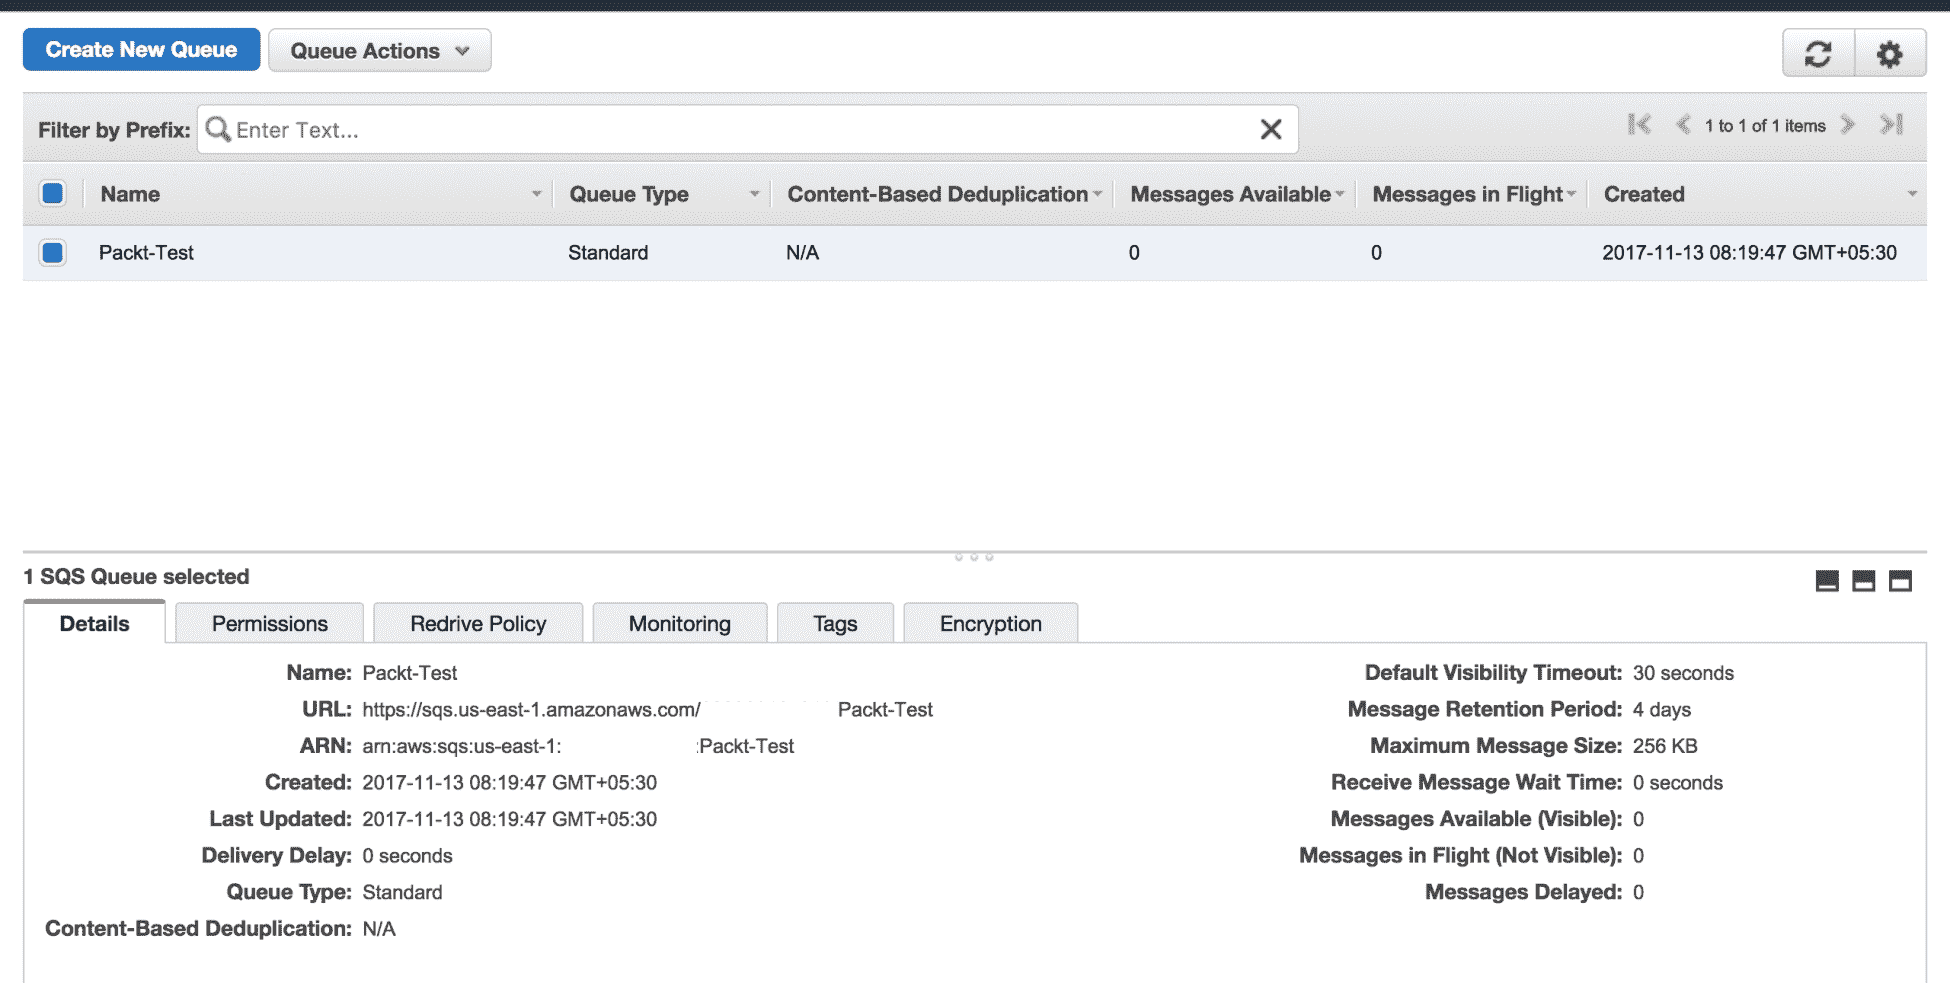 Create New Queue Queue Actions
Filter by Prefix: Enter Text... 1 to 1 of 1 items
Name Queue Type Content-Based Deduplication Messages Available Messages in Flight Created
Packt-Test Standard N/A 0 0 2017-11-13 08:19:47 GMT+05:30
1 SQS Queue selected
Details Permissions Redrive Policy Monitoring Tags Encryption
Name: Packt-Test
URL: https://sqs.us-east-1.amazonaws.com/ Packt-Test
ARN: arn:aws:sqs:us-east-1: :Packt-Test
Created: 2017-11-13 08:19:47 GMT+05:30
Last Updated: 2017-11-13 08:19:47 GMT+05:30
Delivery Delay: 0 seconds
Queue Type: Standard
Content-Based Deduplication: N/A
Default Visibility Timeout: 30 seconds
Message Retention Period: 4 days
Maximum Message Size: 256 KB
Receive Message Wait Time: 0 seconds
Messages Available (Visible): 0
Messages in Flight (Not Visible): 0
Messages Delayed: 0